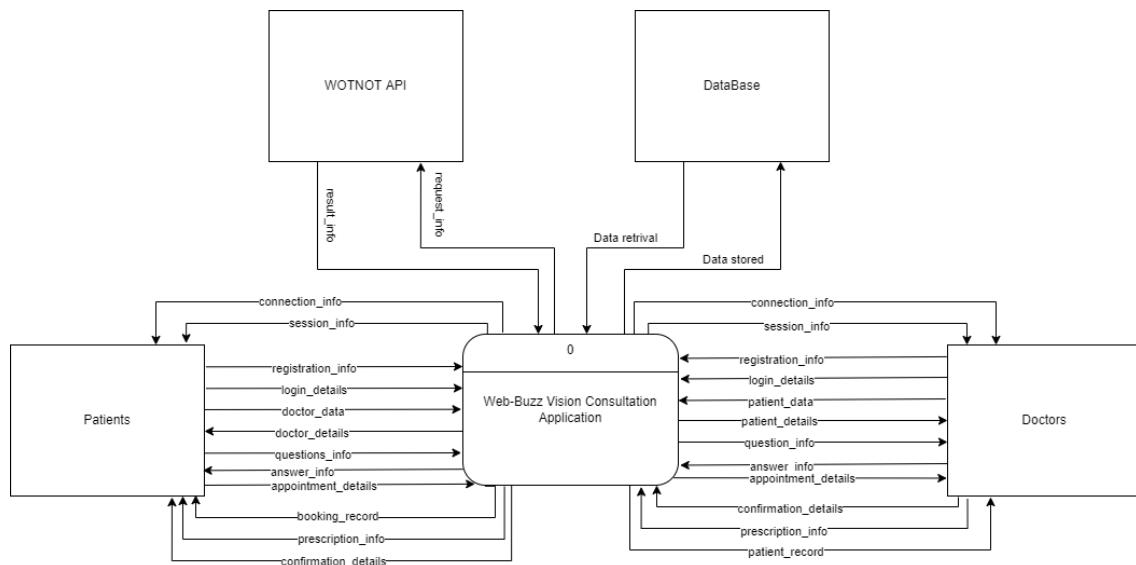 WOTNOT API
DataBase
result_info
request_info
Data retrival
Data stored
connection_info
session_info
connection_info
session_info
0
Web-Buzz Vision Consultation
Application
Patients
registration_info
login_details
doctor_data
doctor_details
questions_info
answer_info
appointment_details
booking_record
prescription_info
confirmation_details
registration_info
login_details
patient_data
patient_details
question_info
answer_info
appointment_details
confirmation_details
prescription_info
patient_record
Doctors